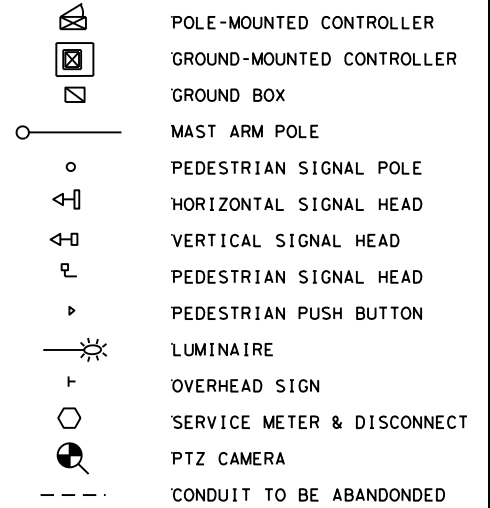 POLE-MOUNTED CONTROLLER
GROUND-MOUNTED CONTROLLER
GROUND BOX
MAST ARM POLE
PEDESTRIAN SIGNAL POLE
HORIZONTAL SIGNAL HEAD
VERTICAL SIGNAL HEAD
PEDESTRIAN SIGNAL HEAD
PEDESTRIAN PUSH BUTTON
LUMINAIRE
OVERHEAD SIGN
SERVICE METER & DISCONNECT
PTZ CAMERA
CONDUIT TO BE ABANDONDED